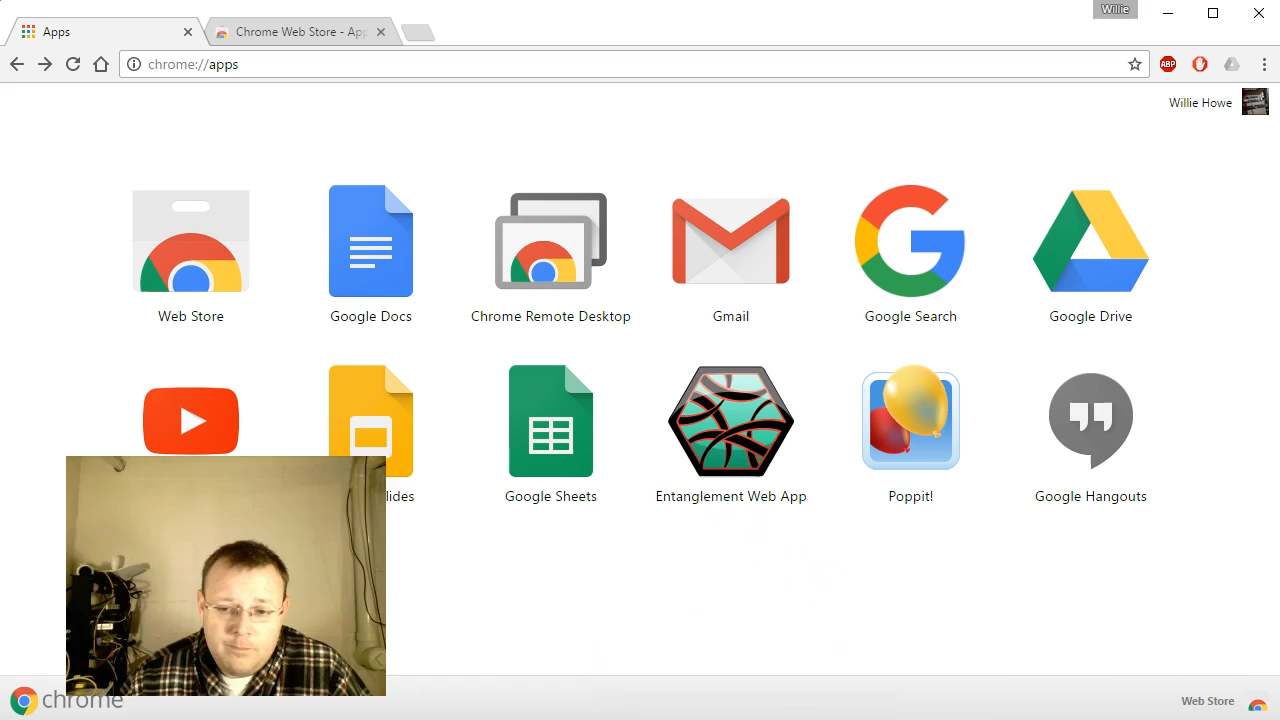 Willie
Apps
Chrome Web Store - App
chrome://apps
ABP
Willie Howe
Web Store
Google Docs
Chrome Remote Desktop
Gmail
Google Search
Google Drive
lides
Google Sheets
Entanglement Web App
Poppit!
Google Hangouts
chrome
Web Store